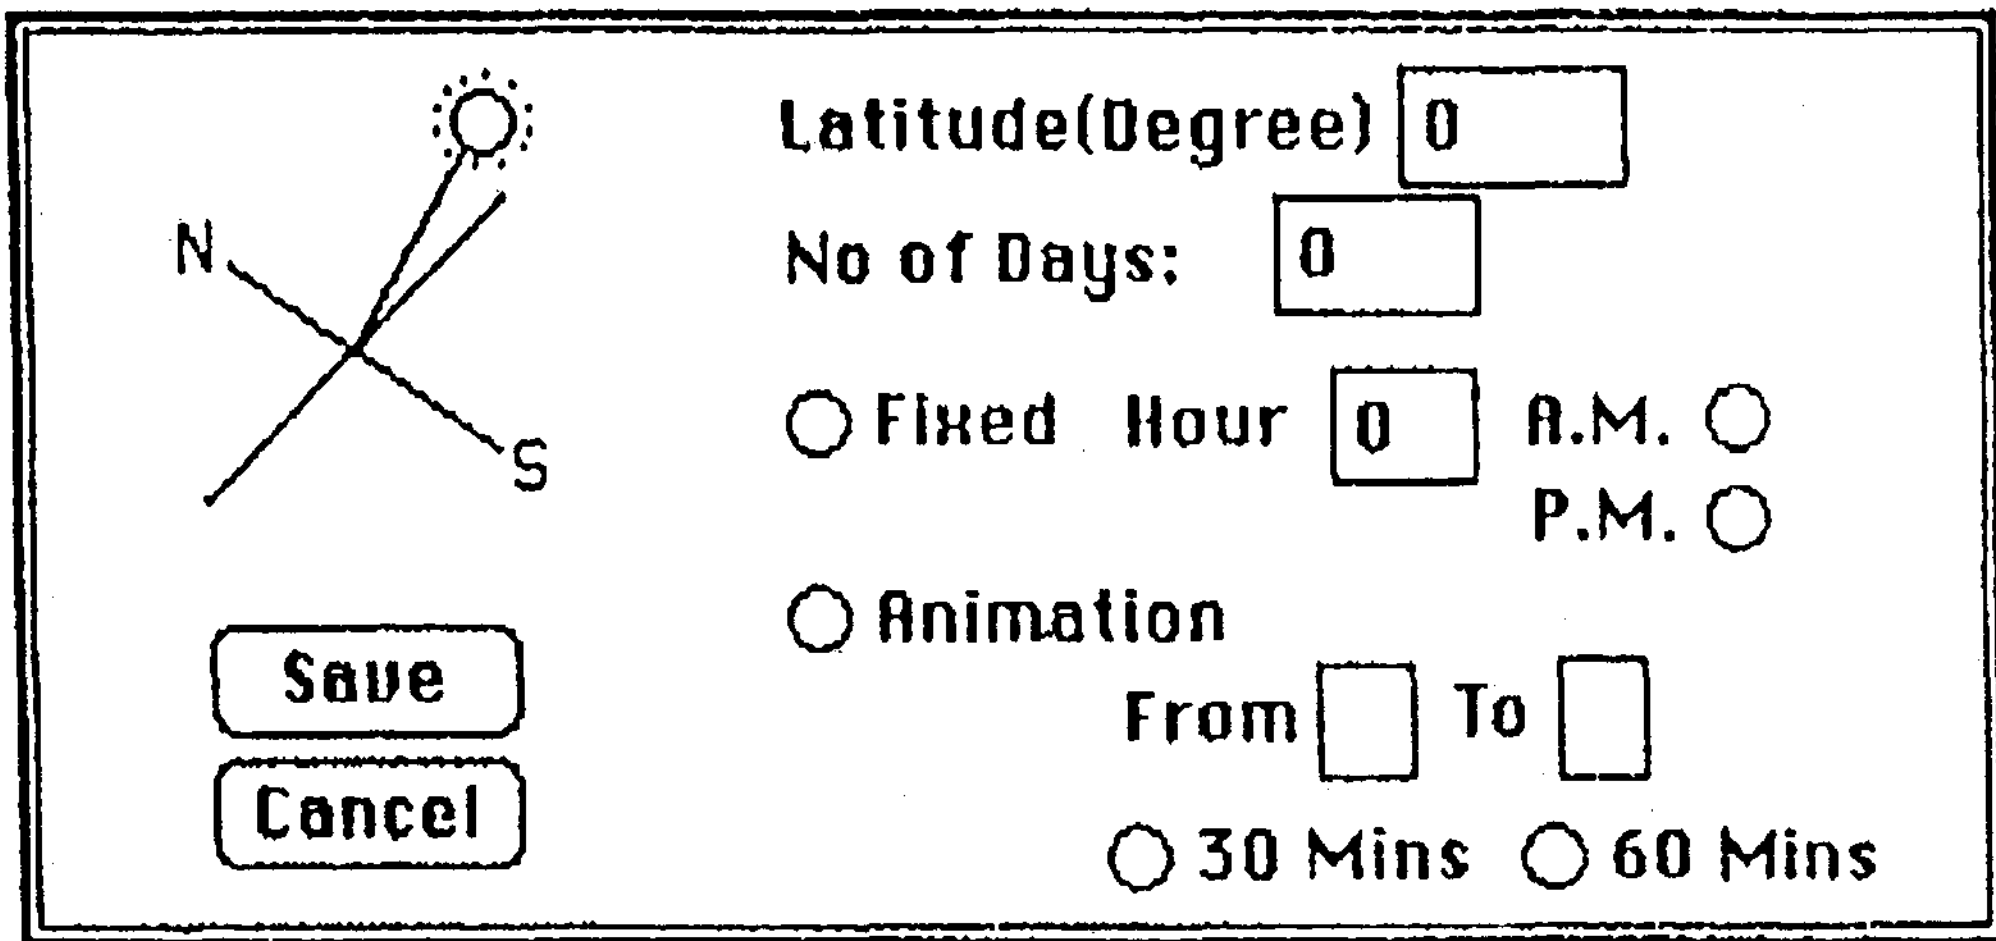 Latitude(Degree) 0
N
No of Days: 0
Fixed Hour 0 A.M.
S
P.M.
Animation
Save
From To
Cancel
30 Mins 60 Mins